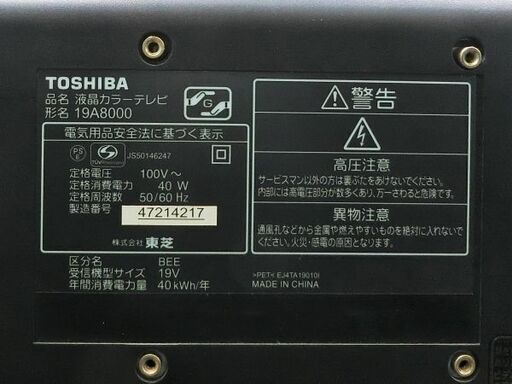 TOSHIBA
品名 液晶カラーテレビ
形名 19A8000
G
電気用品安全法に基づく表示
PS
E
JS50146247
定格電圧 100V～
定格消費電力 40 W
定格周波数 50/60 Hz
製造番号 47214217
株式会社 東芝
区分名 BEE
受信機型サイズ 19V
年間消費電力量 40 kWh/年
警告
高圧注意
サービスマン以外の方は裏ぶたをあけないでください。
内部には高電圧部分が数多くあり、万一さわると危険です。
異物注意
通風孔などから金属や燃えやすいものなど入れないで
ください。火災・感電の原因になります。
>PET< EJ4TA19010I
MADE IN CHINA